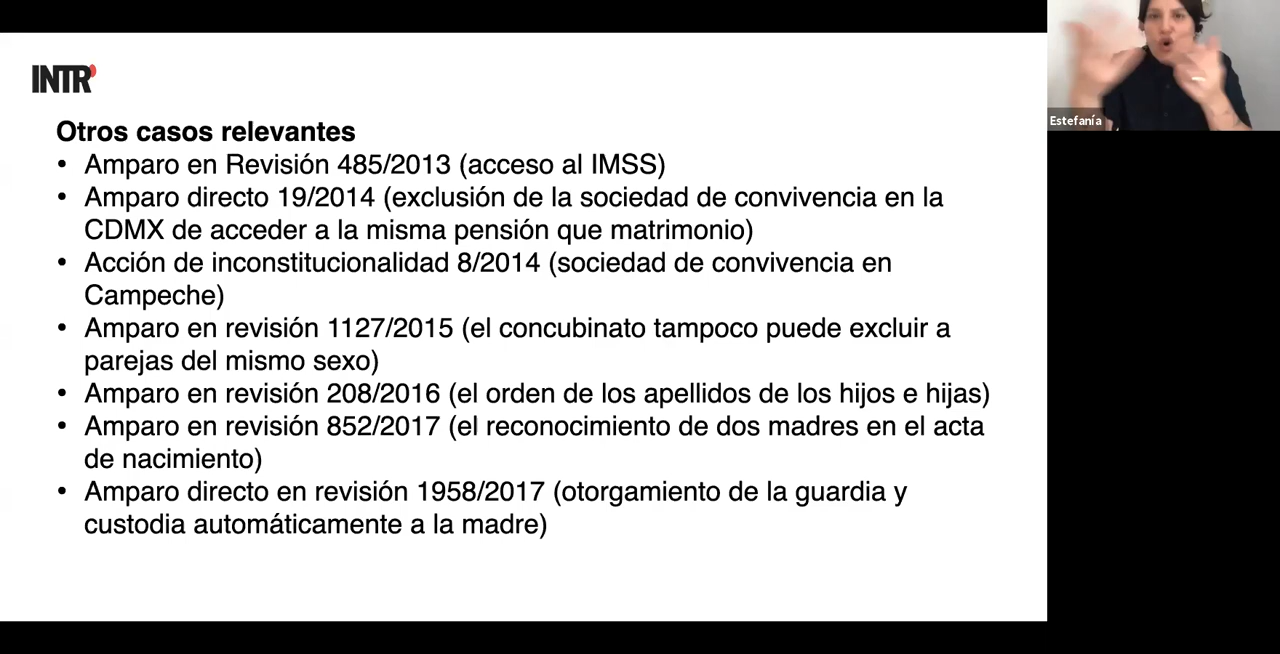 INTR'
Otros casos relevantes
• Amparo en Revisión 485/2013 (acceso al IMSS)
• Amparo directo 19/2014 (exclusión de la sociedad de convivencia en la
CDMX de acceder a la misma pensión que matrimonio)
• Acción de inconstitucionalidad 8/2014 (sociedad de convivencia en
Campeche)
• Amparo en revisión 1127/2015 (el concubinato tampoco puede excluir a
parejas del mismo sexo)
• Amparo en revisión 208/2016 (el orden de los apellidos de los hijos e hijas)
• Amparo en revisión 852/2017 (el reconocimiento de dos madres en el acta
de nacimiento)
• Amparo directo en revisión 1958/2017 (otorgamiento de la guardia y
custodia automáticamente a la madre)
Estefanía